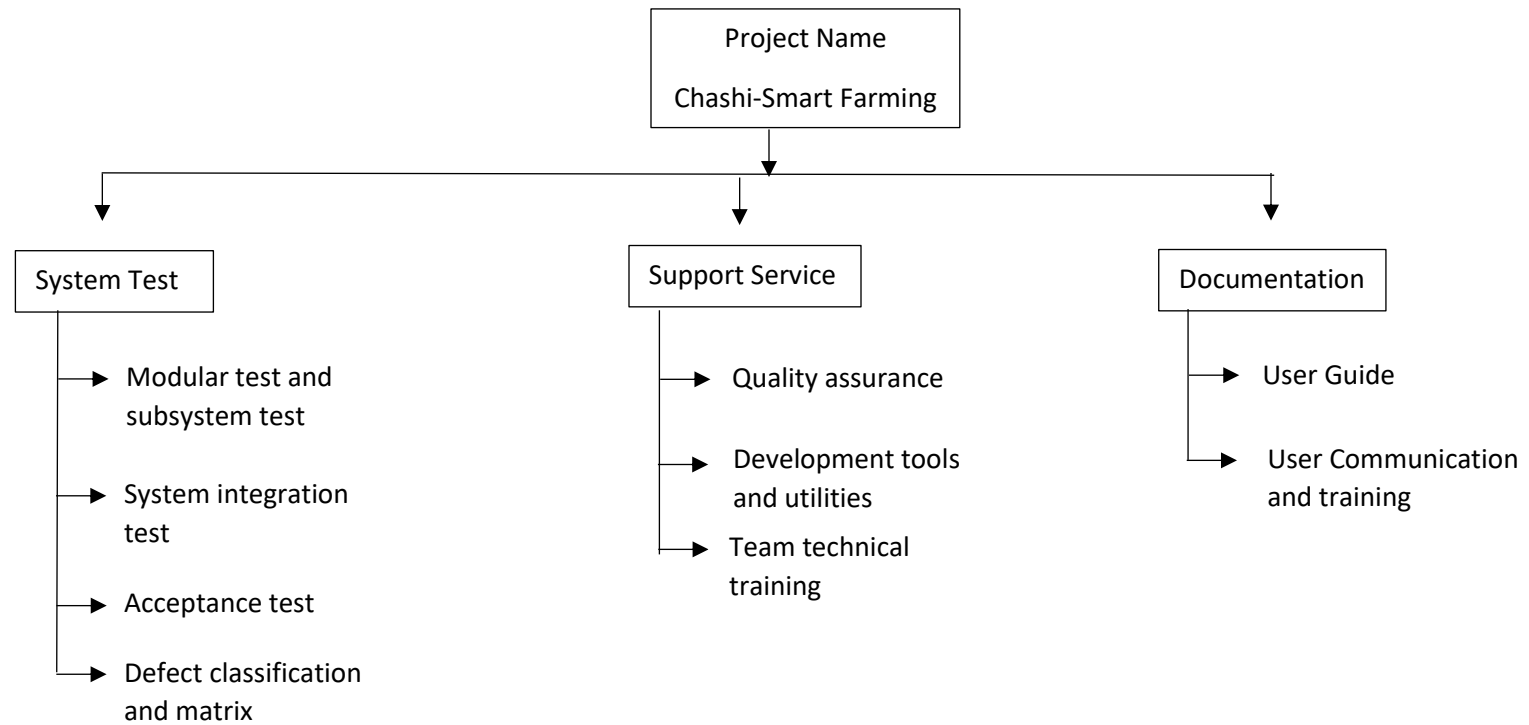 Project Name
Chashi-Smart Farming
System Test
Modular test and
subsystem test
System integration
test
Acceptance test
Defect classification
and matrix
Support Service
Quality assurance
Development tools
and utilities
Team technical
training
Documentation
User Guide
User Communication
and training